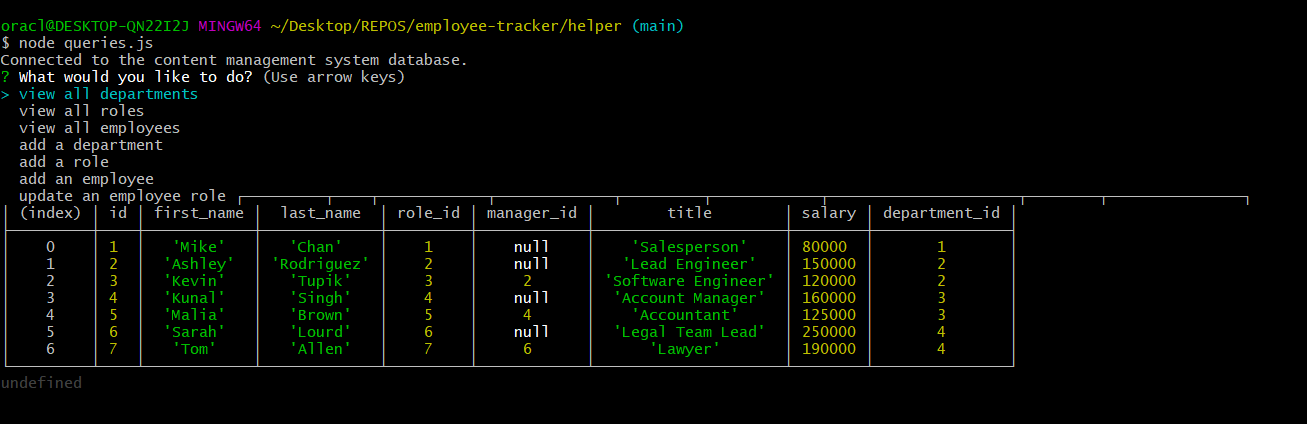 oracl@DESKTOP-QN22I2J MINGW64 ~/Desktop/REPOS/employee-tracker/helper (main)
$ node queries.js
Connected to the content management system database.
? What would you like to do? (Use arrow keys)
> view all departments
view all roles
view all employees
add a department
add a role
add an employee
update an employee role
(index) id first_name last_name role_id manager_id title salary department_id
0 1 'Mike' 'Chan' 1 null 'Salesperson' 80000 1
1 2 'Ashley' 'Rodriguez' 2 null 'Lead Engineer' 150000 2
2 3 'Kevin' 'Tupik' 3 2 'Software Engineer' 120000 2
3 4 'Kunal' 'Singh' 4 null 'Account Manager' 160000 3
4 5 'Malia' 'Brown' 5 4 'Accountant' 125000 3
5 6 'Sarah' 'Lourd' 6 null 'Legal Team Lead' 250000 4
6 7 'Tom' 'Allen' 7 6 'Lawyer' 190000 4
undefined